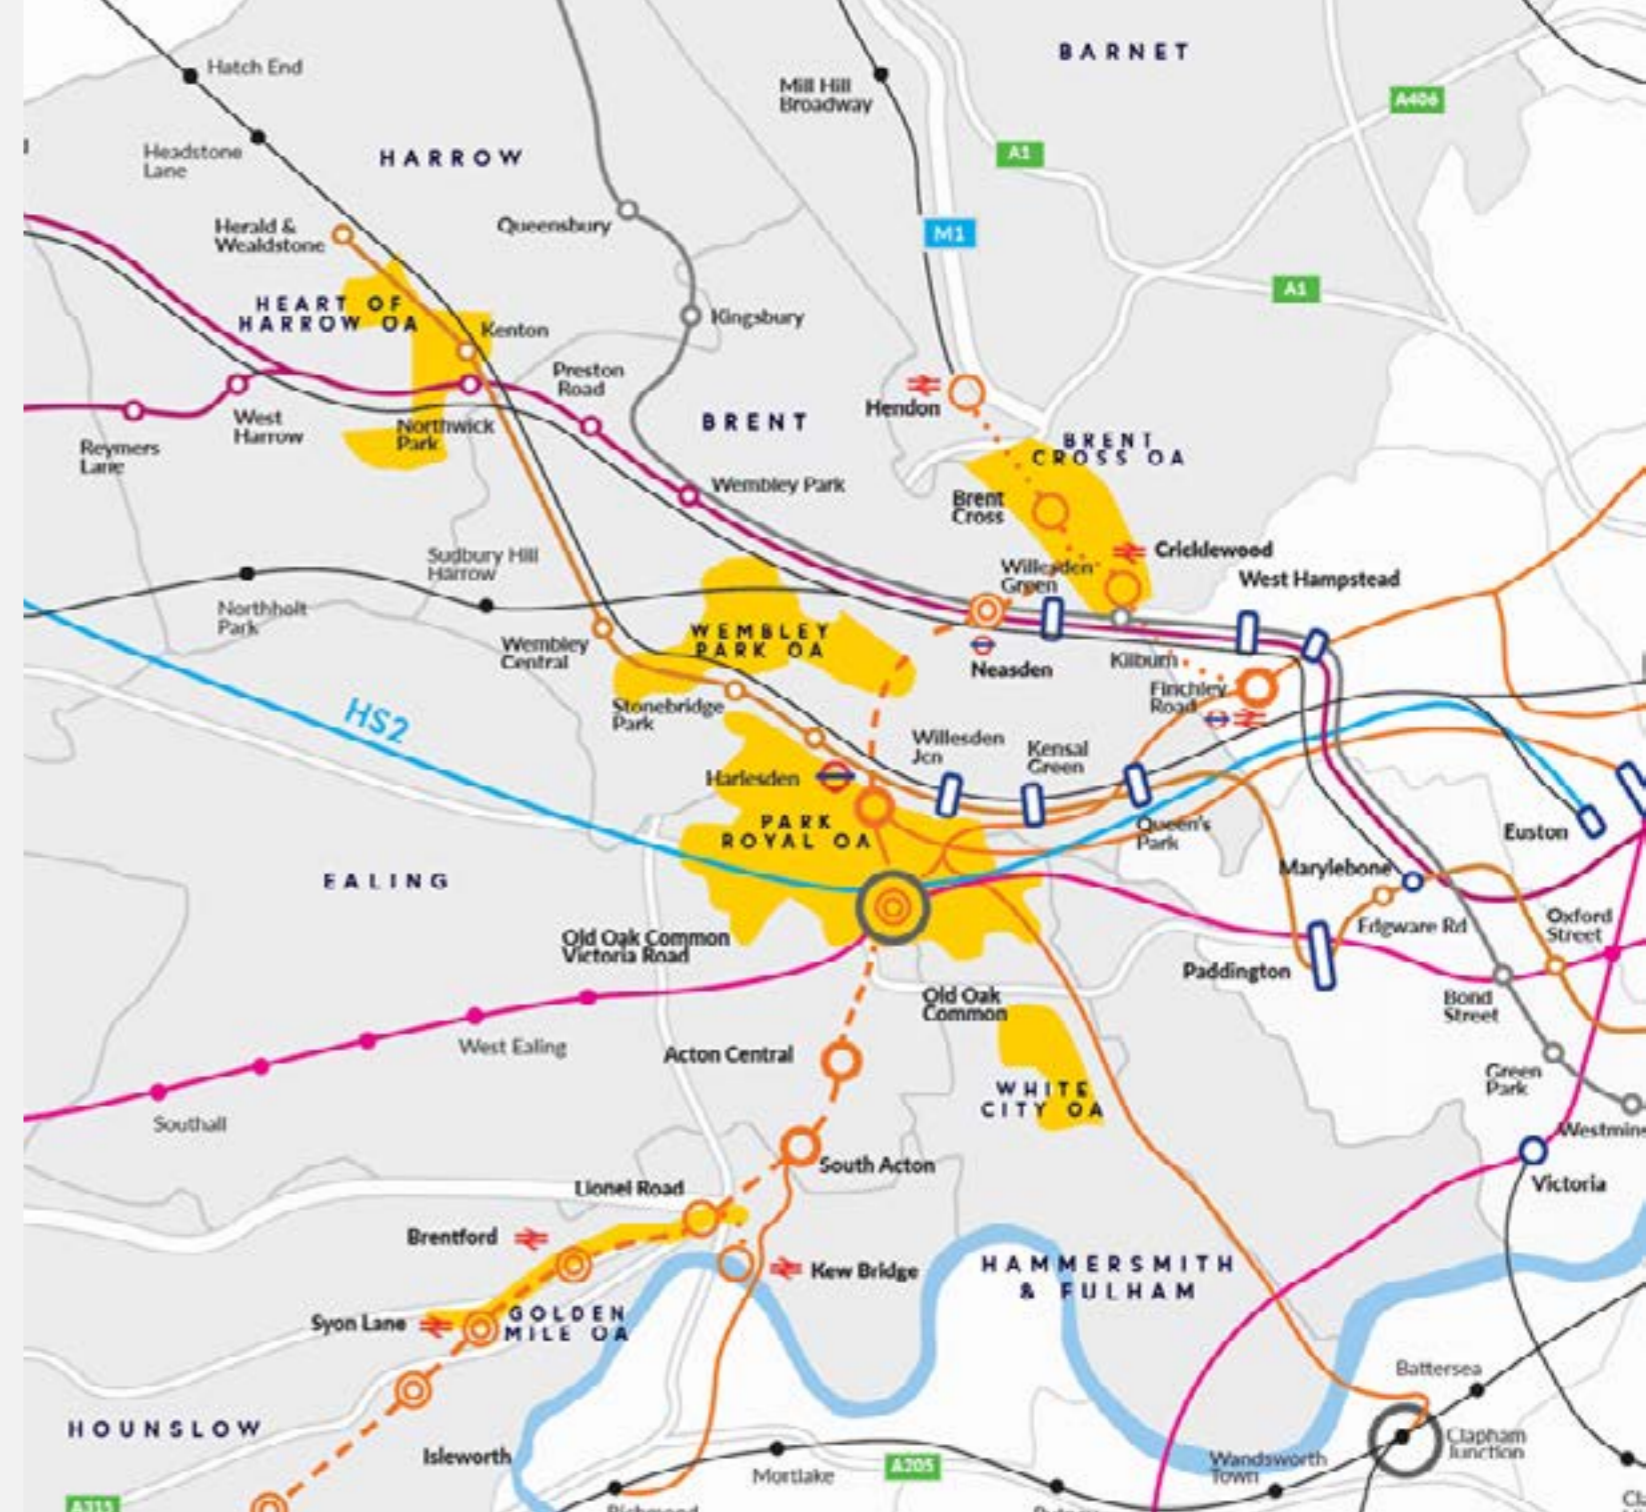 BARNET
Hatch End
Mill Hill
Broadway
A406
A1
Headstone
Lane
HARROW
Herald &
Wealdstone
Queensbury
M1
A1
HEART OF
HARROW OA
Kenton
Kingsbury
Preston
Road
Hendon
West
Harrow
Northwick
Park
BRENT
BRENT
CROSS OA
Reymers
Lane
Wembley Park
Brent
Cross
Sudbury Hill
Harrow
Willesden
Green
Cricklewood
West Hampstead
Northholt
Park
Wembley
Central
WEMBLEY
PARK OA
Neasden
Kilburn
Finchley
Road
HS2
Stonebridge
Park
Willesden
Jcn
Kensal
Green
Harlesden
PARK
ROYAL OA
Queen's
Park
Euston
EALING
Marylebone
Edgware Rd
Oxford
Street
Old Oak Common
Victoria Road
Paddington
Old Oak
Common
Bond
Street
West Ealing
Acton Central
Green
Park
WHITE
CITY OA
Southall
Westmins
South Acton
Lionel Road
Victoria
Brentford
Kew Bridge
HAMMERSMITH
& FULHAM
Syon Lane
GOLDEN
MILE OA
Battersea
HOUNSLOW
Isleworth
Clapham
Junction
Mortlake
A205
Wandsworth
Town
A315